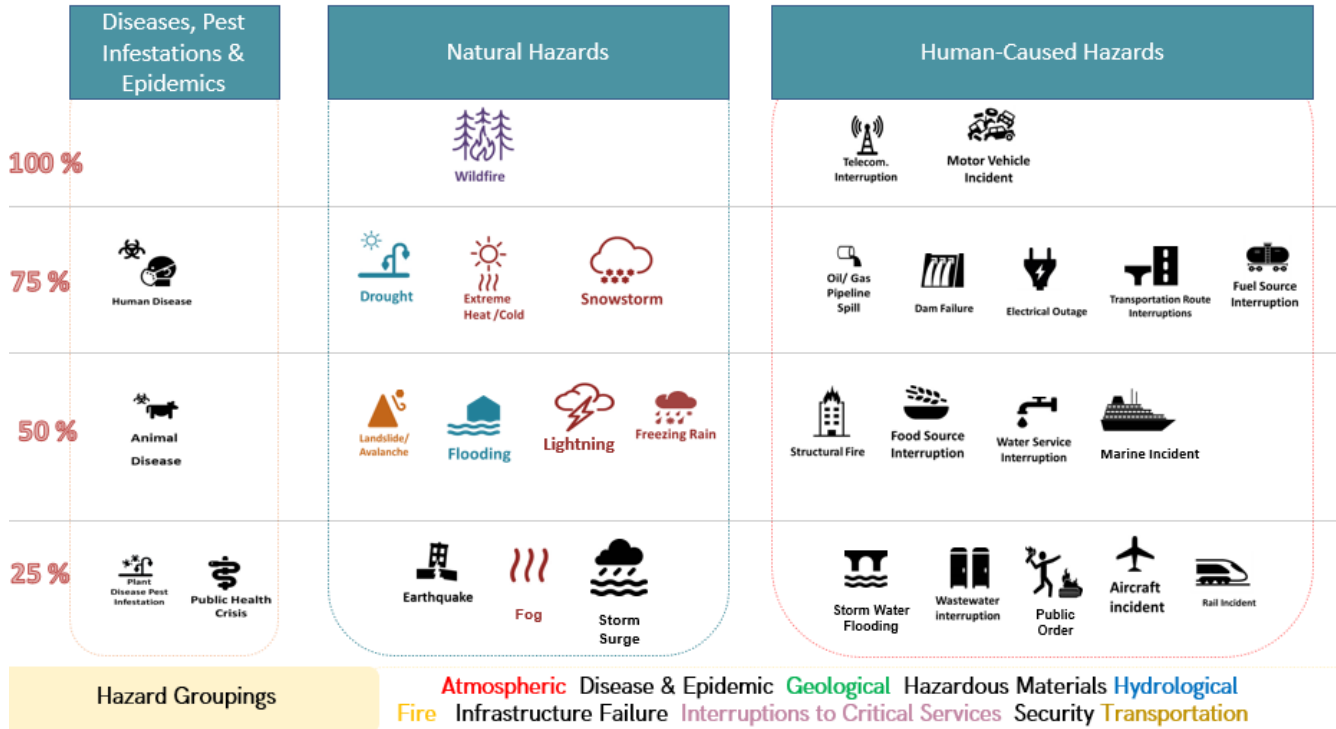 Diseases, Pest
Infestations &
Epidemics
Natural Hazards
Human-Caused Hazards
100 %
Wildfire
Telecom.
Interruption
Motor Vehicle
Incident
75 %
Human Disease
Drought
Extreme
Heat /Cold
Snowstorm
Oil/ Gas
Pipeline
Spill
Dam Failure
Electrical Outage
Transportation Route
Interruptions
Fuel Source
Interruption
50 %
Animal
Disease
Landslide/
Avalanche
Flooding
Lightning
Freezing Rain
Structural Fire
Food Source
Interruption
Water Service
Interruption
Marine Incident
25 %
Plant
Disease Pest
Infestation
Public Health
Crisis
Earthquake
Fog
Storm
Surge
Storm Water
Flooding
Wastewater
interruption
Public
Order
Aircraft
incident
Rail Incident
Hazard Groupings
Atmospheric Disease & Epidemic Geological Hazardous Materials Hydrological
Fire Infrastructure Failure Interruptions to Critical Services Security Transportation